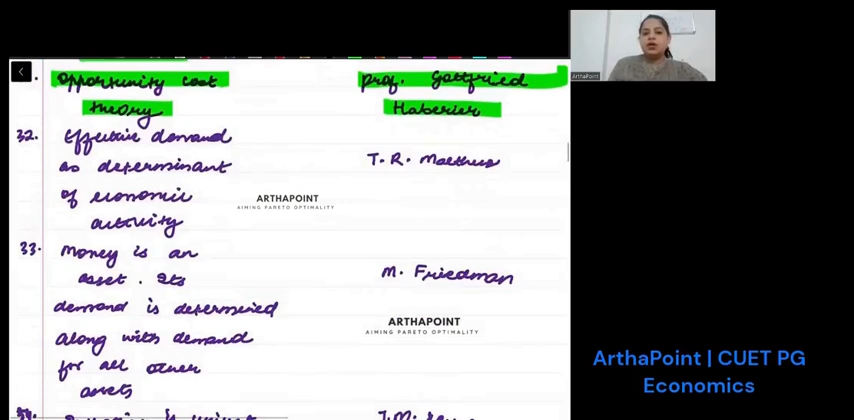 opportunity cost
theory
prof. Gottfried
Haberler
32. Effective demand
as determinant
of economic
activity
T. R. Malthus
ARTHAPOINT
AIMING PARETO OPTIMALITY
33. Money is an
asset. Its
demand is determined
along with demand
for all other
assets
M. Friedman
ARTHAPOINT
AIMING PARETO OPTIMALITY
34.
ArthaPoint
ArthaPoint | CUET PG
Economics